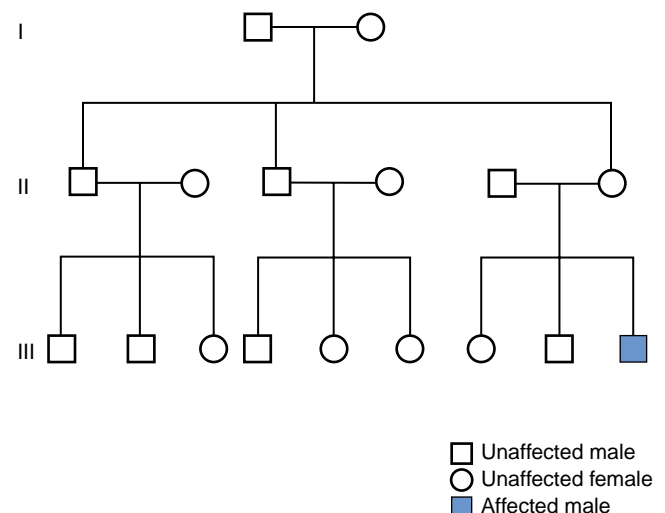 I
II
III
Unaffected male
Unaffected female
Affected male